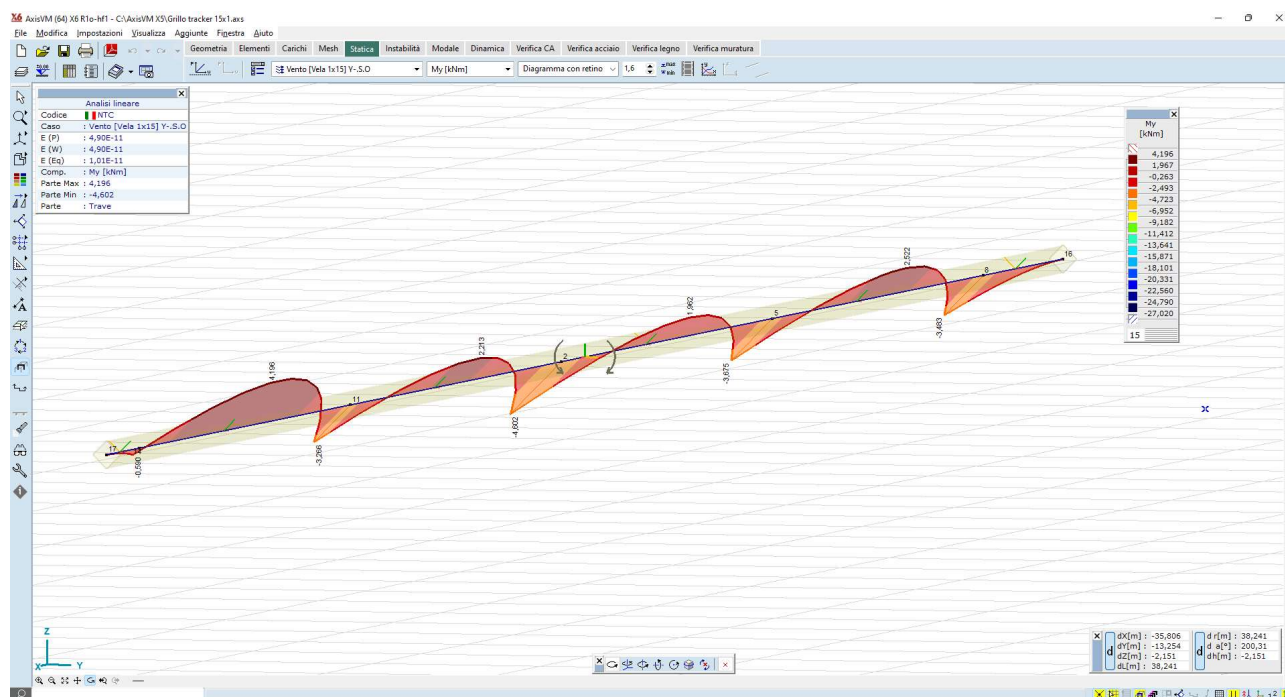 AxisVM (64) X6 R1o-hf1 - C:\AxisVM X5\Grillo tracker 15x1.axs
File Modifica Impostazioni Visualizza Aggiunte Finestra Aiuto
Geometria Elementi Carichi Mesh Statica Instabilità Modale Dinamica Verifica CA Verifica acciaio Verifica legno Verifica muratura
Vento [Vela 1x15] Y-.S.O My [kNm] Diagramma con retino 1,6
Analisi lineare
Codice NTC
Caso : Vento [Vela 1x15] Y-.S.O
E (P) : 4,90E-11
E (W) : 4,90E-11
E (Eq) : 1,01E-11
Comp. : My [kNm]
Parte Max : 4,196
Parte Min : -4,602
Parte : Trave
My
[kNm]
4,196
1,967
-0,263
-2,493
-4,723
-6,952
-9,182
-11,412
-13,641
-15,871
-18,101
-20,331
-22,560
-24,790
-27,020
15
16
2,522
8
-3,483
1,962
5
-3,675
2,213
2
-4,602
4,196
11
-3,266
17
-0,590
Z
X Y
dX[m] : -35,806
dY[m] : -13,254
dZ[m] : -2,151
dL[m] : 38,241
d
d r[m] : 38,241
d a[°] : 200,31
dh[m] : -2,151
d